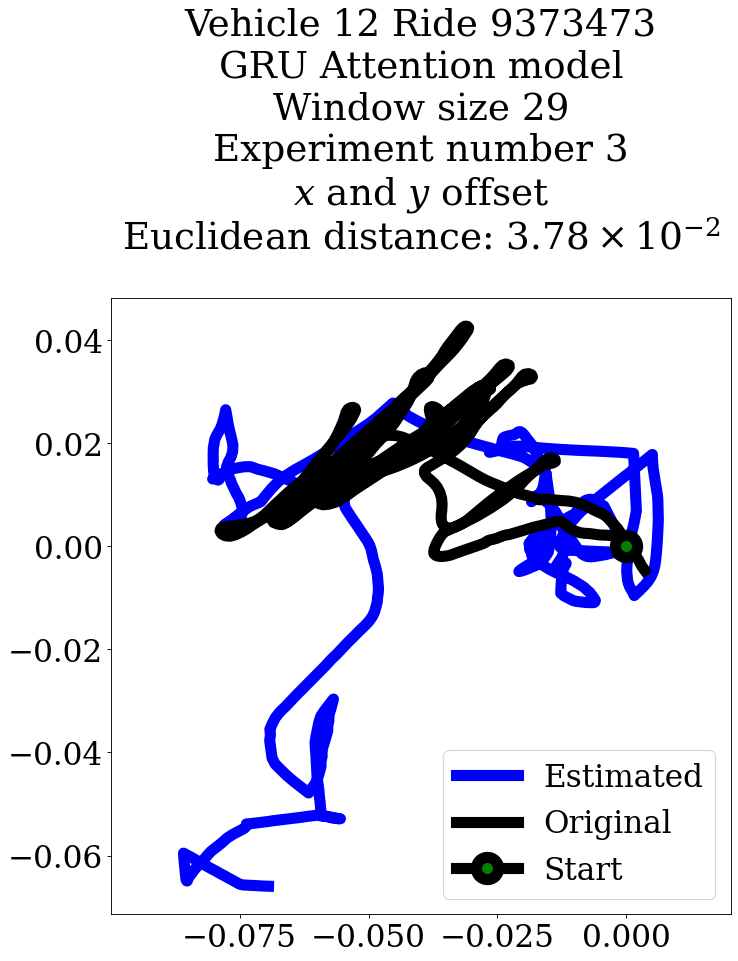 Vehicle 12 Ride 9373473
GRU Attention model
Window size 29
Experiment number 3
x and y offset
Euclidean distance: 3.78 × 10⁻²
0.04
0.02
0.00
−0.02
−0.04
−0.06
−0.075 −0.050 −0.025 0.000
Estimated
Original
Start